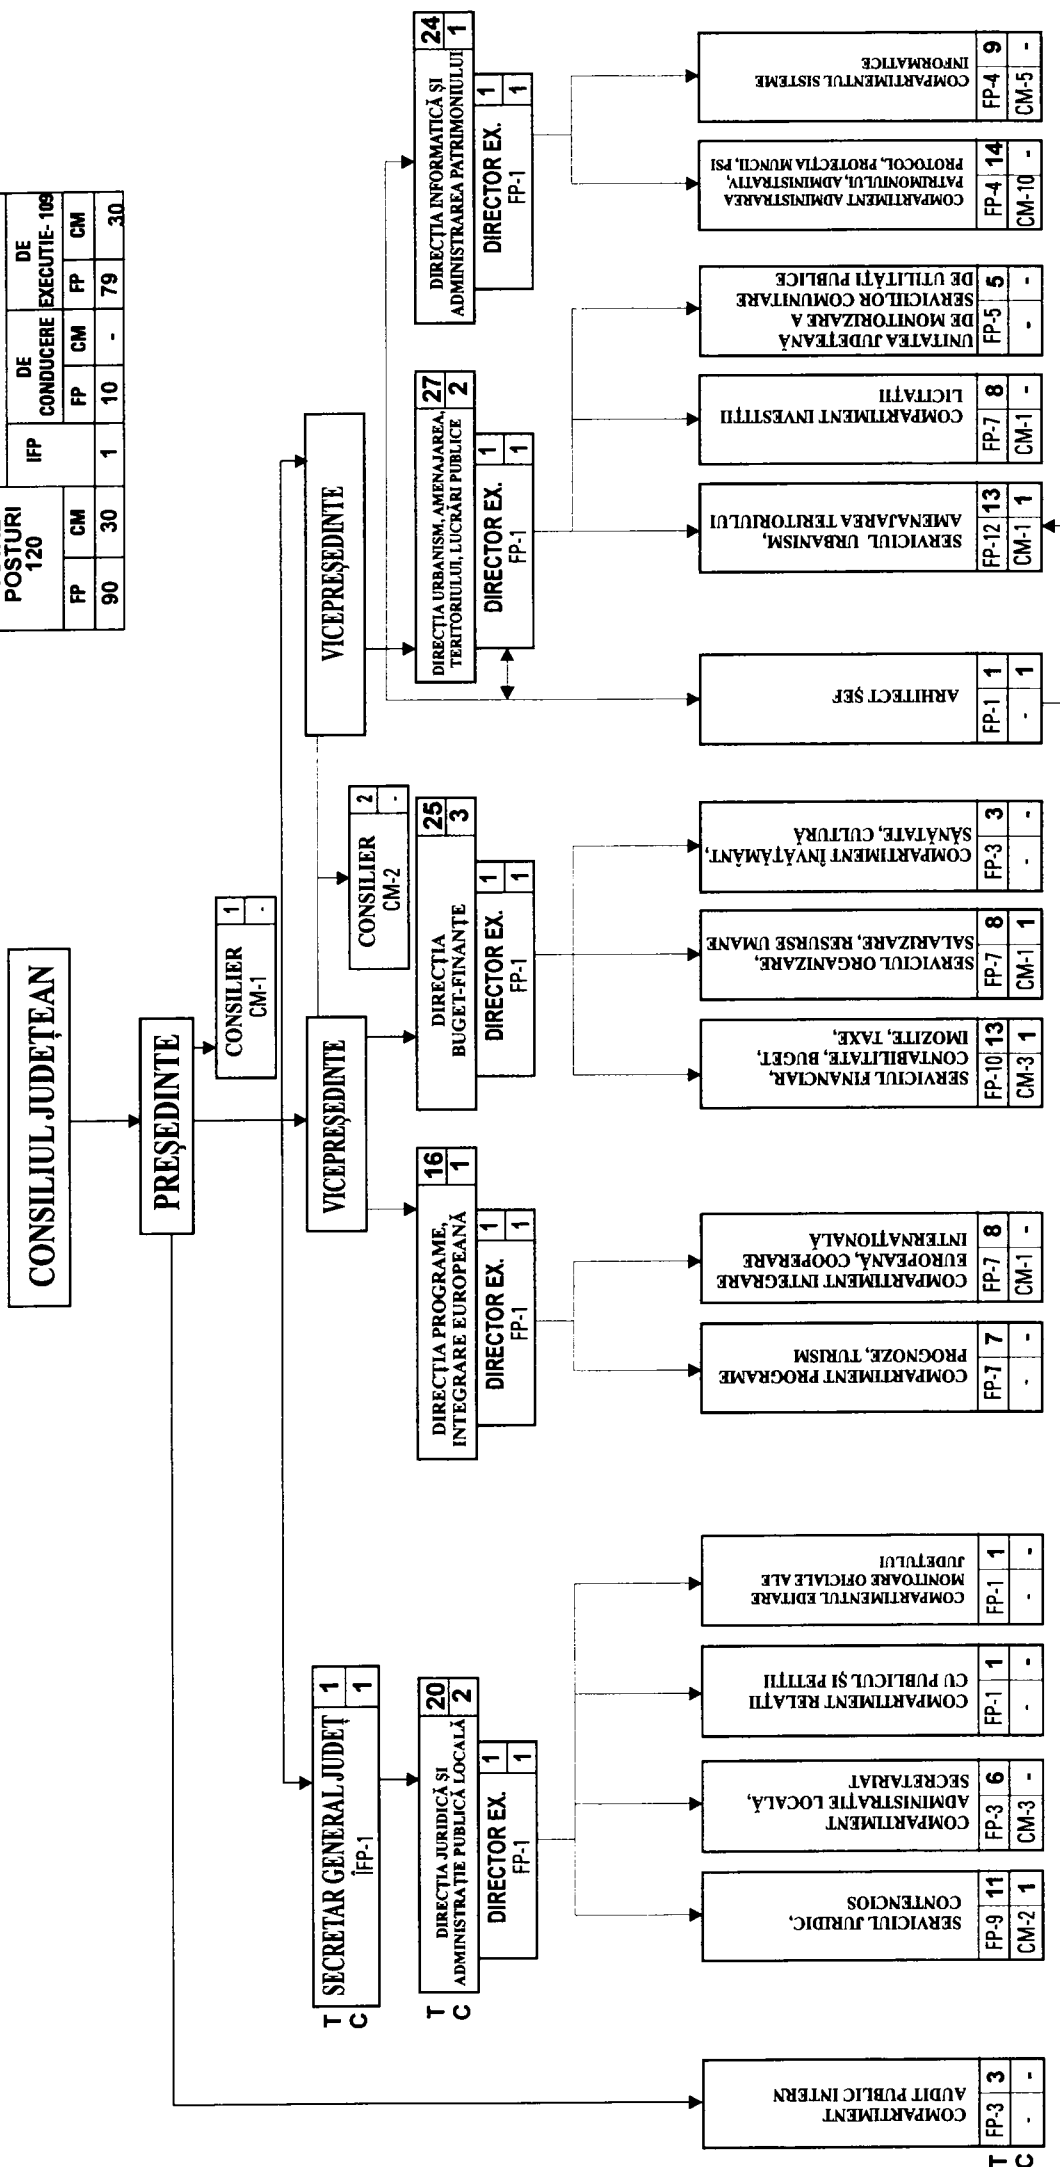 POSTURI
120
IFP
DE
CONDUCERE
DE
EXECUTIE- 109
FP
CM
FP
CM
FP
CM
90
30
1
10
-
79
30
CONSILIUL JUDEȚEAN
PREȘEDINTE
CONSILIER
CM-1
1
-
VICEPREȘEDINTE
VICEPREȘEDINTE
CONSILIER
CM-2
2
-
T
C
SECRETAR GENERAL JUDEȚ
ÎFP-1
1
1
T
C
DIRECȚIA JURIDICĂ ȘI
ADMINISTRAȚIE PUBLICĂ LOCALĂ
20
2
DIRECTOR EX.
FP-1
1
1
DIRECȚIA PROGRAME,
INTEGRARE EUROPEANĂ
16
1
DIRECTOR EX.
FP-1
1
1
DIRECȚIA
BUGET-FINANȚE
25
3
DIRECTOR EX.
FP-1
1
1
DIRECȚIA URBANISM, AMENAJAREA,
TERITORIULUI, LUCRĂRI PUBLICE
27
2
DIRECTOR EX.
FP-1
1
1
DIRECȚIA INFORMATICĂ ȘI
ADMINISTRAREA PATRIMONIULUI
24
1
DIRECTOR EX.
FP-1
1
1
T
C
COMPARTIMENT
AUDIT PUBLIC INTERN
FP-3 3
- -
SERVICIUL JURIDIC,
CONTENCIOS
FP-9 11
CM-2 1
COMPARTIMENT
ADMINISTRAȚIE LOCALĂ,
SECRETARIAT
FP-3 6
CM-3 -
COMPARTIMENT RELAȚII
CU PUBLICUL ȘI PETIȚII
FP-1 1
- -
COMPARTIMENTUL EDITARE
MONITOARE OFICIALE ALE
JUDEȚULUI
FP-1 1
- -
COMPARTIMENT PROGRAME
PROGNOZE, TURISM
FP-7 7
- -
COMPARTIMENT INTEGRARE
EUROPEANĂ, COOPERARE
INTERNAȚIONALĂ
FP-7 8
CM-1 -
SERVICIUL FINANCIAR,
CONTABILITATE, BUGET,
IMOZITE, TAXE,
FP-10 13
CM-3 1
SERVICIUL ORGANIZARE,
SALARIZARE, RESURSE UMANE
FP-7 8
CM-1 1
COMPARTIMENT ÎNVĂȚĂMÂNT,
SĂNĂTATE, CULTURĂ
FP-3 3
- -
ARHITECT ȘEF
FP-1 1
- 1
SERVICIUL URBANISM,
AMENAJAREA TERITORIULUI
FP-12 13
CM-1 1
COMPARTIMENT INVESTIȚII
LICITAȚII
FP-7 8
CM-1 -
UNITATEA JUDEȚEANĂ
DE MONITORIZARE A
SERVICIILOR COMUNITARE
DE UTILITĂȚI PUBLICE
FP-5 5
- -
COMPARTIMENT ADMINISTRAREA
PATRIMONIULUI, ADMINISTRATIV,
PROTOCOL, PROTECȚIA MUNCII, PSI
FP-4 14
CM-10 -
COMPARTIMENTUL SISTEME
INFORMATICE
FP-4 9
CM-5 -